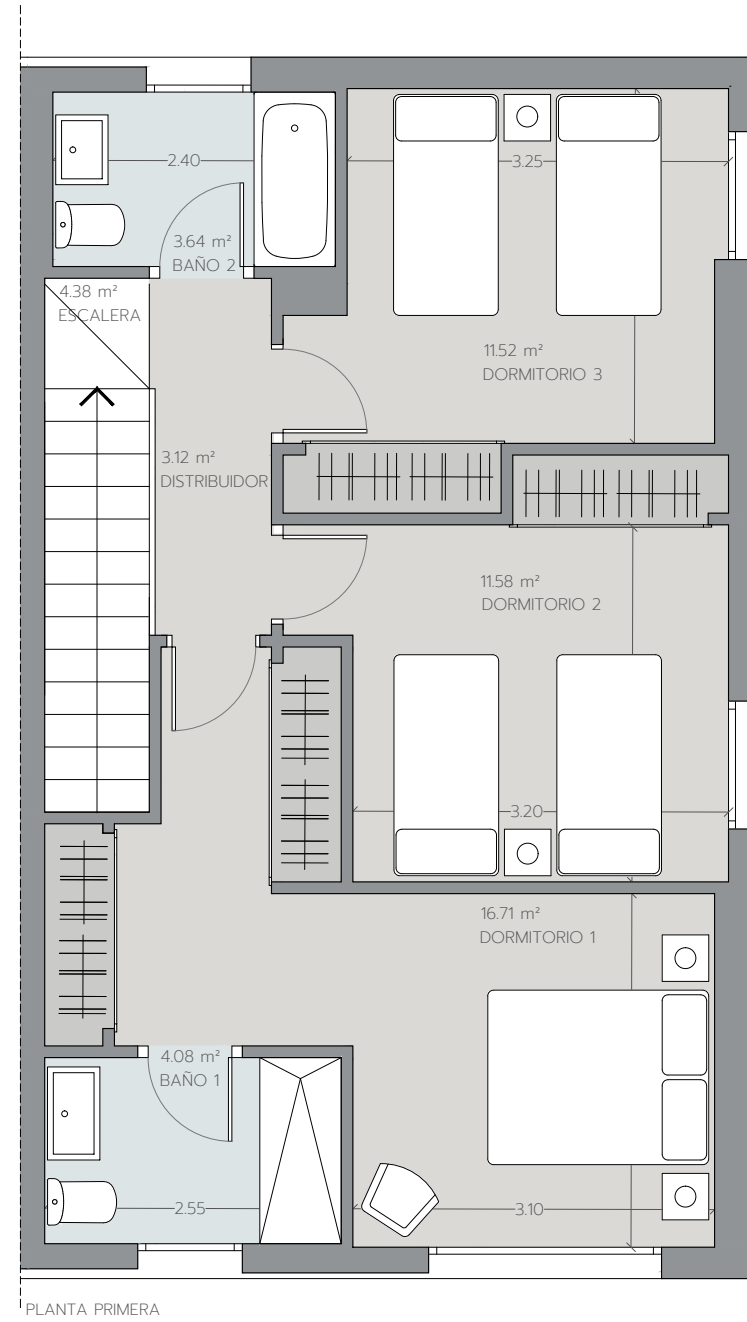 2.40
3.25
3.64 m²
BAÑO 2
4.38 m²
ESCALERA
11.52 m²
DORMITORIO 3
3.12 m²
DISTRIBUIDOR
11.58 m²
DORMITORIO 2
3.20
16.71 m²
DORMITORIO 1
4.08 m²
BAÑO 1
2.55
3.10
PLANTA PRIMERA